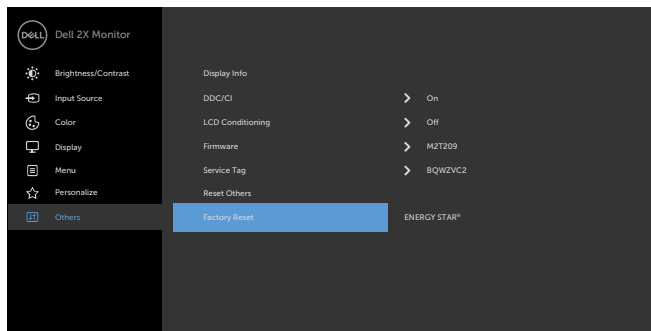 DELL Dell 2X Monitor
Brightness/Contrast Display Info
Input Source DDC/CI On
Color LCD Conditioning Off
Display Firmware M2T209
Menu Service Tag BQWZVC2
Personalize Reset Others
Others Factory Reset ENERGY STAR®